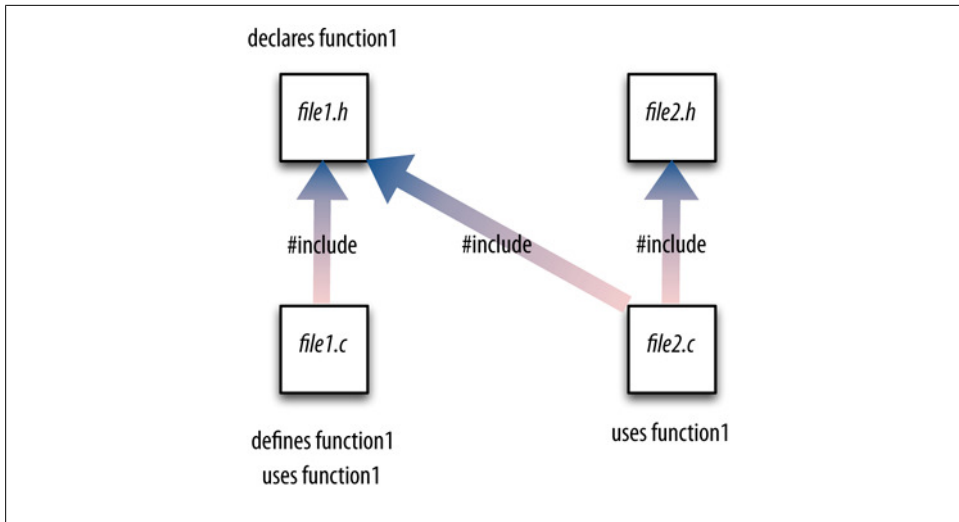 declares function1
file1.h
file2.h
#include
#include
#include
file1.c
file2.c
defines function1
uses function1
uses function1